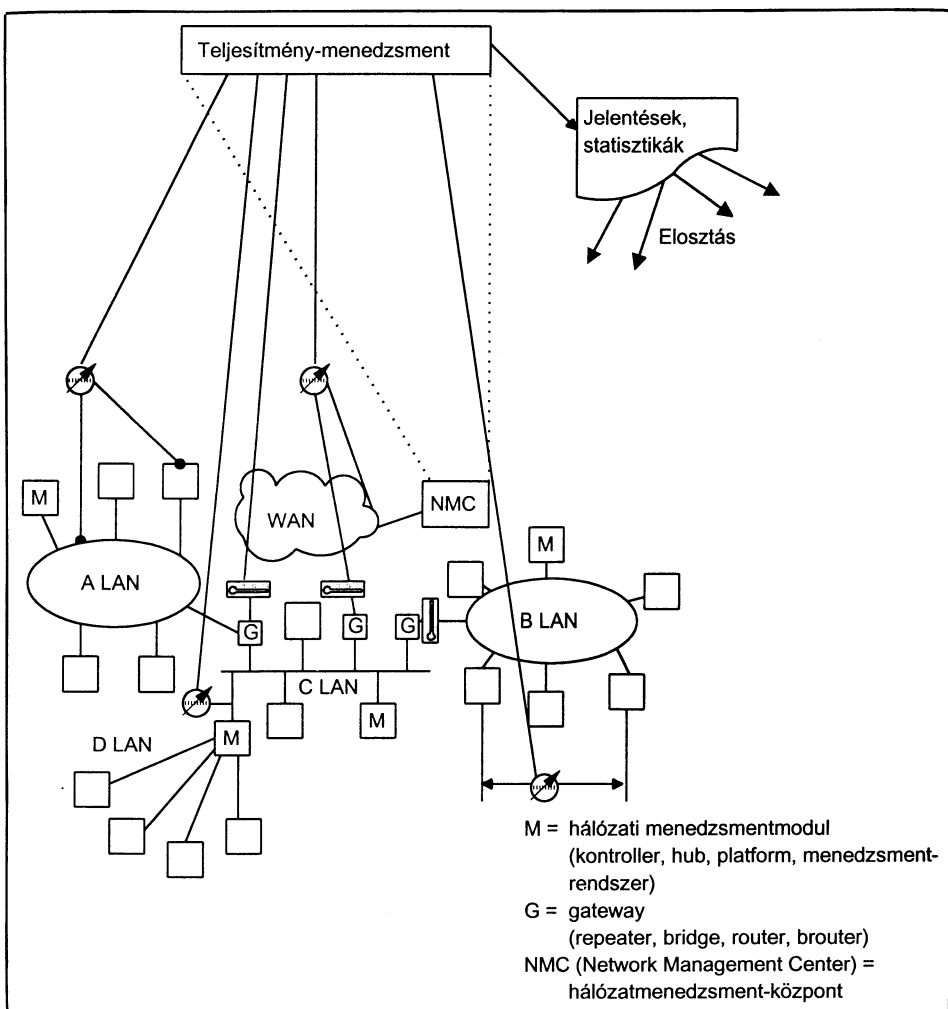 Teljesítmény-menedzsment
Jelentések,
statisztikák
Elosztás
WAN
NMC
M
M
A LAN
B LAN
G
G
G
C LAN
M
M
D LAN
M = hálózati menedzsmentmodul
(kontroller, hub, platform, menedzsment-
rendszer)
G = gateway
(repeater, bridge, router, brouter)
NMC (Network Management Center) =
hálózatmenedzsment-központ